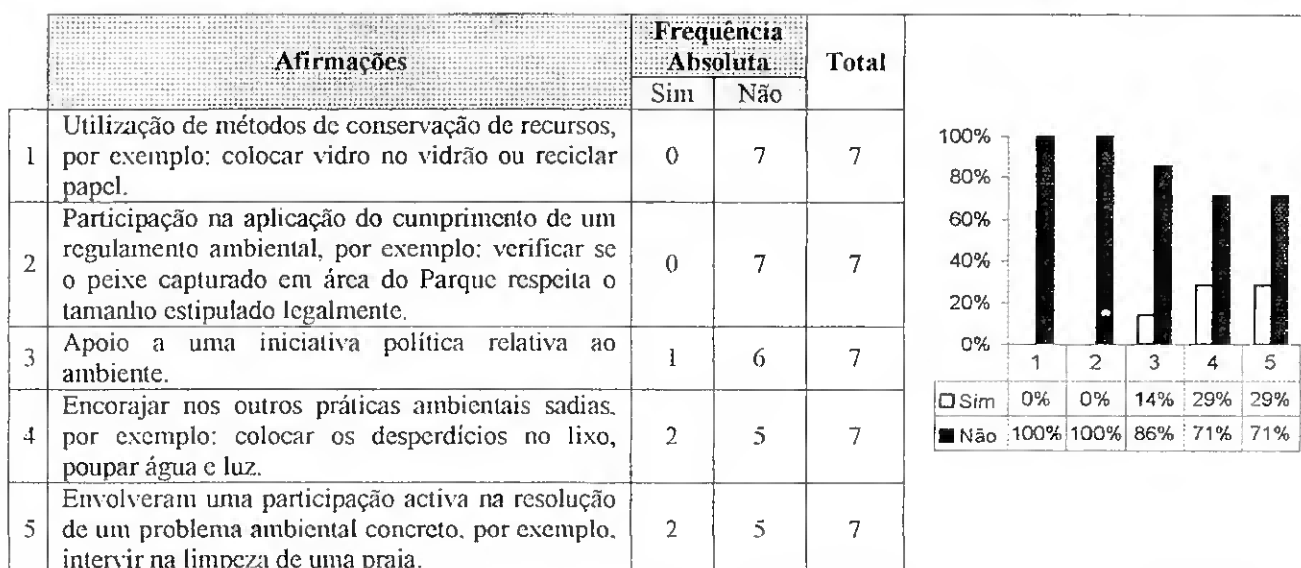 Afirmações
Frequência
Absoluta
Total
Sim Não
1
Utilização de métodos de conservação de recursos,
por exemplo: colocar vidro no vidrão ou reciclar
papel.
0 7 7
2
Participação na aplicação do cumprimento de um
regulamento ambiental, por exemplo: verificar se
o peixe capturado em área do Parque respeita o
tamanho estipulado legalmente.
0 7 7
3
Apoio a uma iniciativa política relativa ao
ambiente.
1 6 7
4
Encorajar nos outros práticas ambientais sadias,
por exemplo: colocar os desperdícios no lixo,
poupar água e luz.
2 5 7
5
Envolveram uma participação activa na resolução
de um problema ambiental concreto, por exemplo,
intervir na limpeza de uma praia.
2 5 7
100%
80%
60%
40%
20%
0%
1 2 3 4 5
Sim 0% 0% 14% 29% 29%
Não 100% 100% 86% 71% 71%